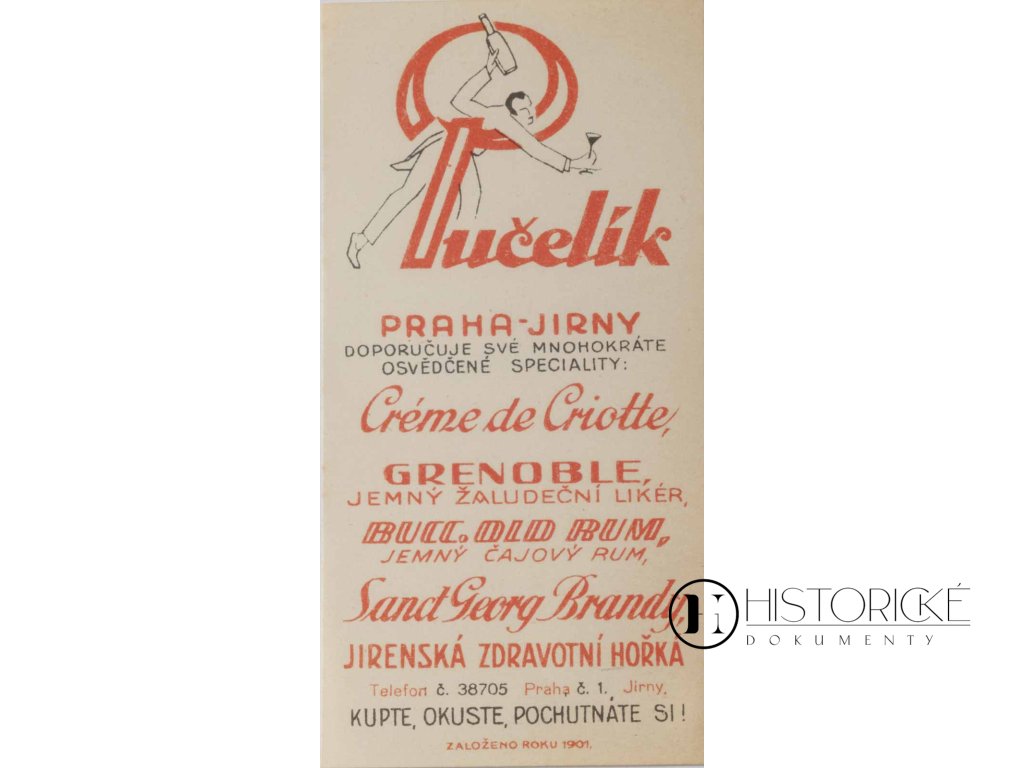 Pučelík
PRAHA-JIRNY
DOPORUČUJE SVÉ MNOHOKRÁTE
OSVĚDČENÉ SPECIALITY:
Créme de Criotte,
GRENOBLE,
JEMNÝ ŽALUDEČNÍ LIKÉR,
BULL. OLD RUM,
JEMNÝ ČAJOVÝ RUM,
Sanct Georg Brandy,
JIRENSKÁ ZDRAVOTNÍ HOŘKÁ
Telefon č. 38705 Praha, č. 1, Jirny,
KUPTE, OKUSTE, POCHUTNÁTE SI!
ZALOŽENO ROKU 1901.
HISTORICKÉ
DOKUMENTY